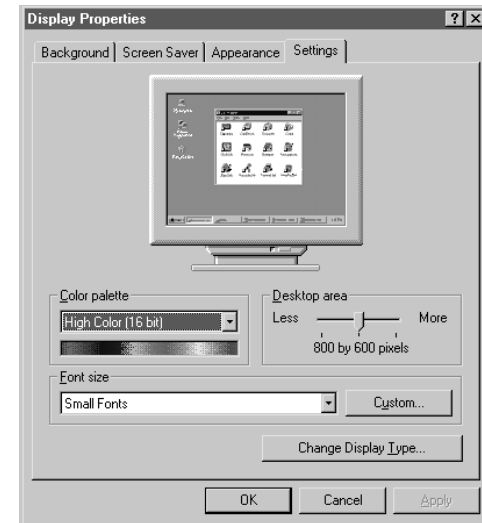 Display Properties
Background Screen Saver Appearance Settings
Color palette
High Color (16 bit)
Desktop area
Less More
800 by 600 pixels
Font size
Small Fonts
Custom...
Change Display Type...
OK Cancel Apply